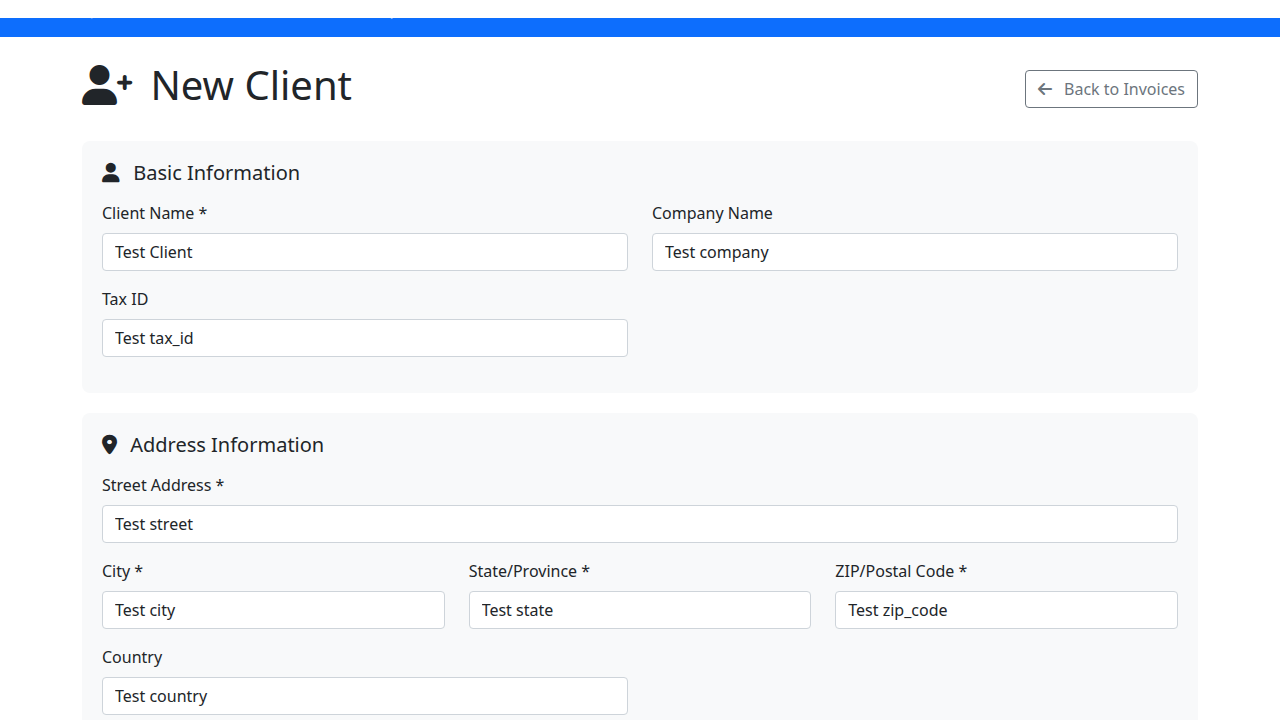 New Client
Back to Invoices
Basic Information
Client Name *
Company Name
Test Client
Test company
Tax ID
Test tax_id
Address Information
Street Address *
Test street
City *
State/Province *
ZIP/Postal Code *
Test city
Test state
Test zip_code
Country
Test country